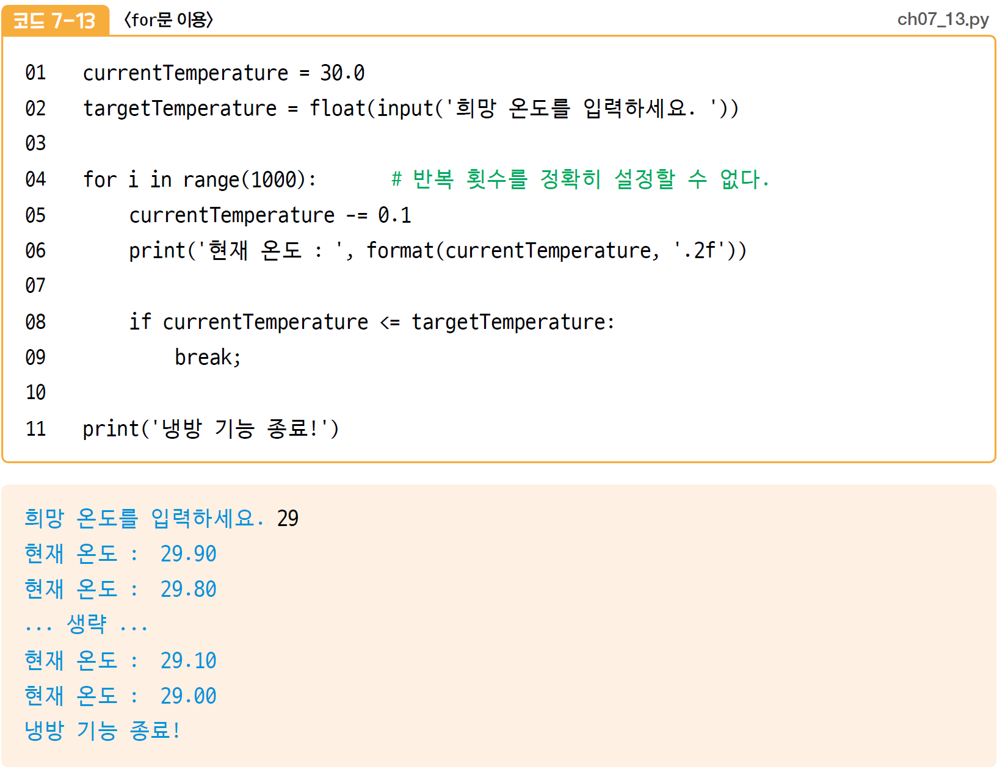 코드 7-13 〈for문 이용〉 ch07_13.py
01 currentTemperature = 30.0
02 targetTemperature = float(input('희망 온도를 입력하세요. '))
03
04 for i in range(1000): # 반복 횟수를 정확히 설정할 수 없다.
05     currentTemperature -= 0.1
06     print('현재 온도 : ', format(currentTemperature, '.2f'))
07
08     if currentTemperature <= targetTemperature:
09         break;
10
11 print('냉방 기능 종료!')
희망 온도를 입력하세요. 29
현재 온도 :  29.90
현재 온도 :  29.80
... 생략 ...
현재 온도 :  29.10
현재 온도 :  29.00
냉방 기능 종료!